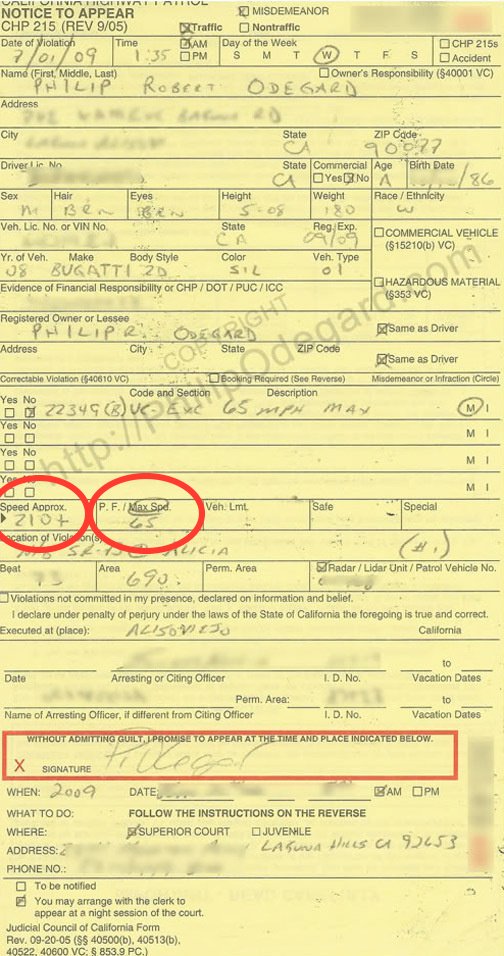 CALIFORNIA HIGHWAY PATROL
NOTICE TO APPEAR MISDEMEANOR
CHP 215 (REV 9/05) Traffic Nontraffic
Date of Violation Time AM PM Day of the Week CHP 215s
7/01/09 1:35 S M T W T F S Accident
Name (First, Middle, Last) Owner's Responsibility (§40001 VC)
PHILIP ROBERT ODEGARD
Address
City State ZIP Code
CA
Driver Lic. No. State Commercial Age Birth Date
CA Yes No /86
Sex Hair Eyes Height Weight Race / Ethnicity
M BRN BRN 5-08 180 W
Veh. Lic. No. or VIN No. State Reg. Exp. COMMERCIAL VEHICLE
CA 09/09 (§15210(b) VC)
Yr. of Veh. Make Body Style Color Veh. Type
08 BUGATTI 2D SIL 01
HAZARDOUS MATERIAL
(§353 VC)
Evidence of Financial Responsibility or CHP / DOT / PUC / ICC
Registered Owner or Lessee
PHILIP R. ODEGARD Same as Driver
Address City State ZIP Code
Same as Driver
COPYRIGHT
http://PhilipOdegard.com
Correctable Violation (§40610 VC) Booking Required (See Reverse) Misdemeanor or Infraction (Circle)
Yes No Code and Section Description
22349(B) VC EXC 65 MPH MAX M I
Yes No
M I
Yes No
M I
Yes No
M I
Speed Approx. P. F. / Max Spd. Veh. Lmt. Safe Special
210+ 65
Location of Violation(s)
ALICIA (#1)
Beat Area Perm. Area Radar / Lidar Unit / Patrol Vehicle No.
690
Violations not committed in my presence, declared on information and belief.
I declare under penalty of perjury under the laws of the State of California the foregoing is true and correct.
Executed at (place): ALISO VIEJO California
to
Date Arresting or Citing Officer I. D. No. Vacation Dates
Perm. Area: to
Name of Arresting Officer, if different from Citing Officer I. D. No. Vacation Dates
WITHOUT ADMITTING GUILT, I PROMISE TO APPEAR AT THE TIME AND PLACE INDICATED BELOW.
X SIGNATURE
WHEN: 2009 DATE: AM PM
WHAT TO DO: FOLLOW THE INSTRUCTIONS ON THE REVERSE
WHERE: SUPERIOR COURT JUVENILE
ADDRESS: LAGUNA HILLS CA 92653
PHONE NO.:
To be notified
You may arrange with the clerk to
appear at a night session of the court.
Judicial Council of California Form
Rev. 09-20-05 (§§ 40500(b), 40513(b),
40522, 40600 VC; § 853.9 PC.)